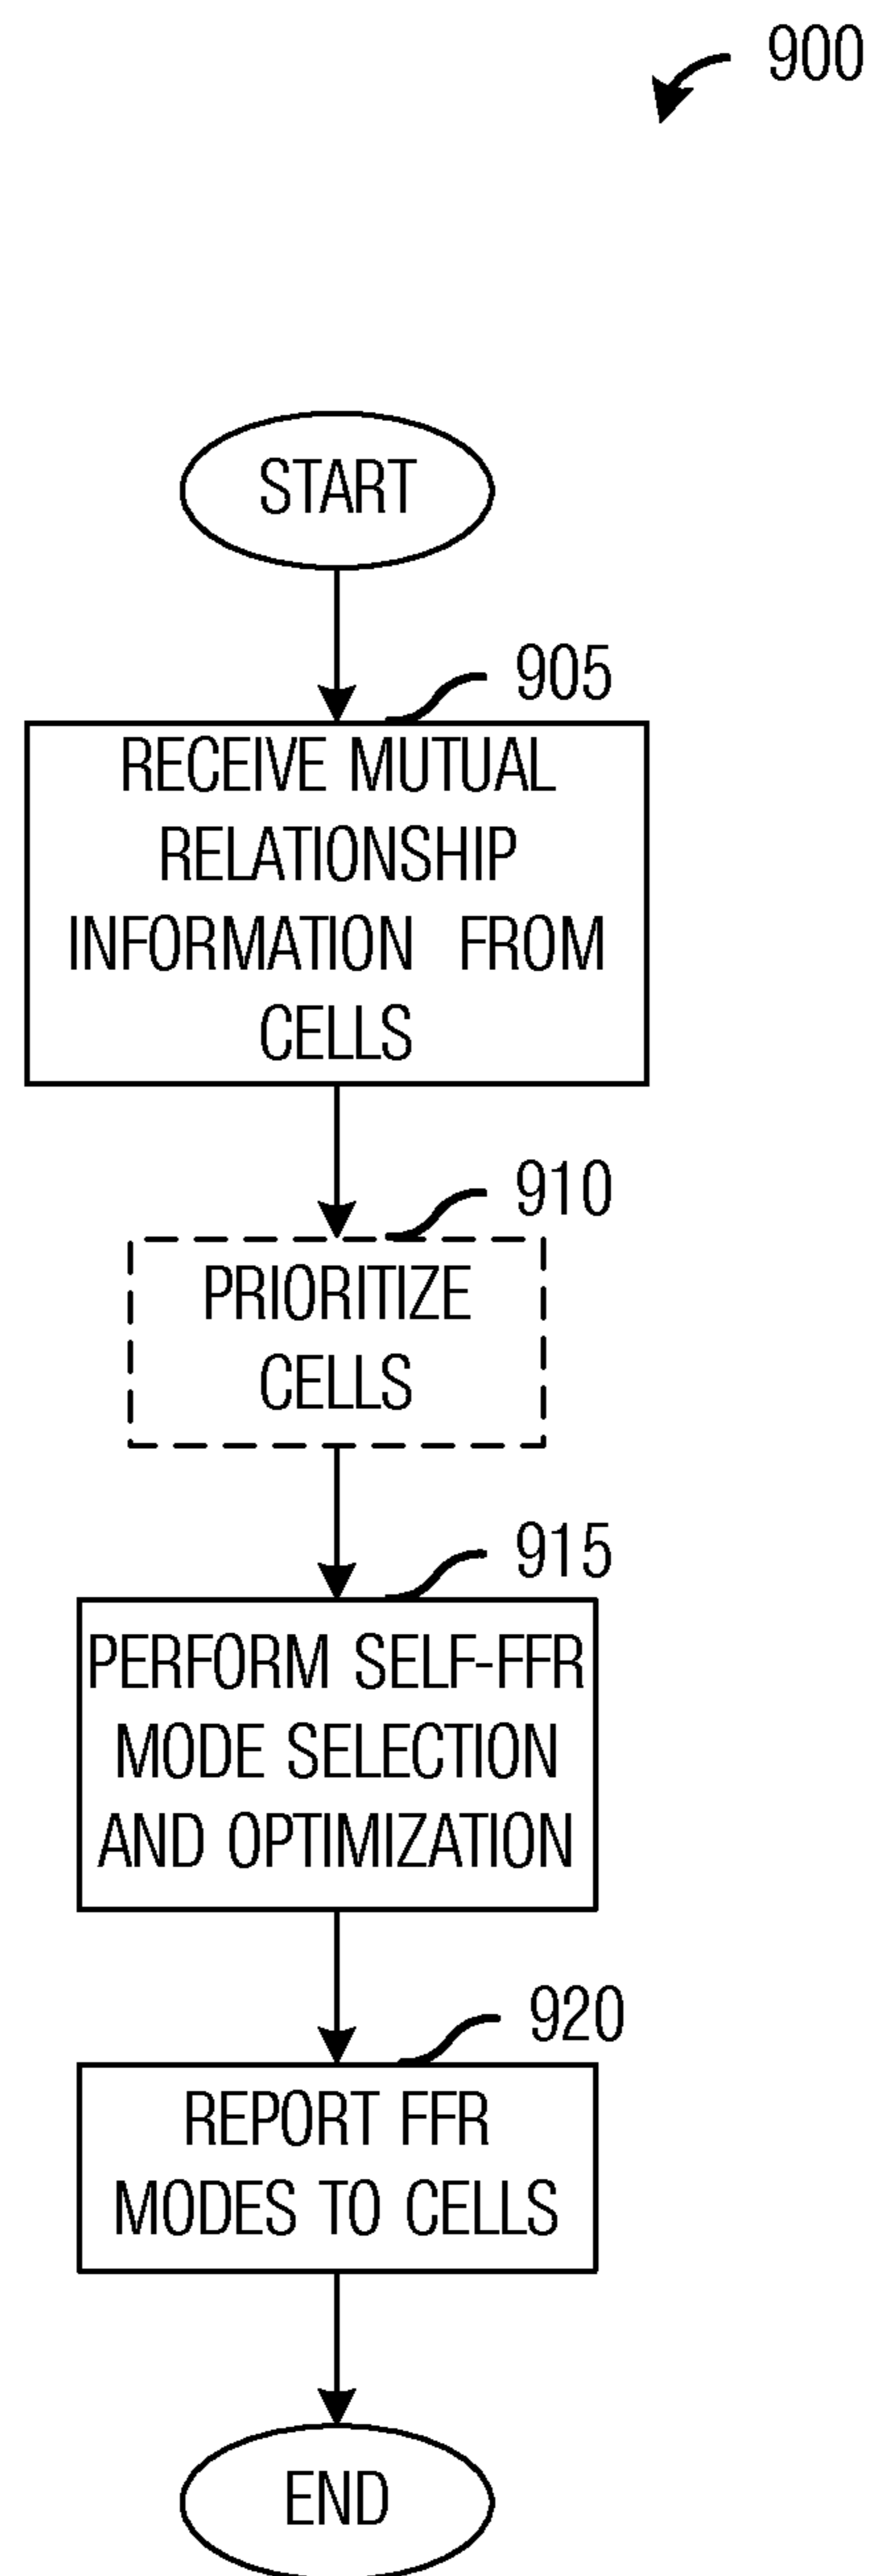 900
START
905
RECEIVE MUTUAL
RELATIONSHIP
INFORMATION FROM
CELLS
910
PRIORITIZE
CELLS
915
PERFORM SELF-FFR
MODE SELECTION
AND OPTIMIZATION
920
REPORT FFR
MODES TO CELLS
END